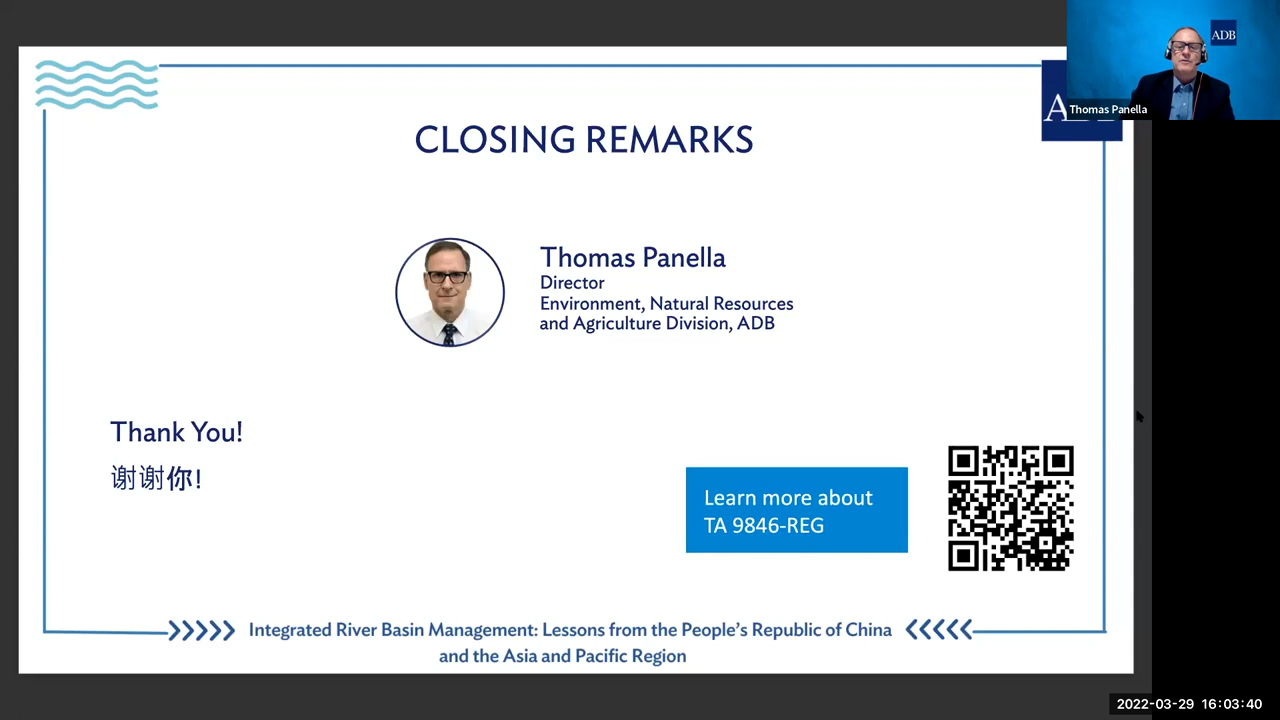 ADB
Thomas Panella
CLOSING REMARKS
Thomas Panella
Director
Environment, Natural Resources
and Agriculture Division, ADB
Thank You!
谢谢你!
Learn more about
TA 9846-REG
Integrated River Basin Management: Lessons from the People's Republic of China
and the Asia and Pacific Region
2022-03-29 16:03:40